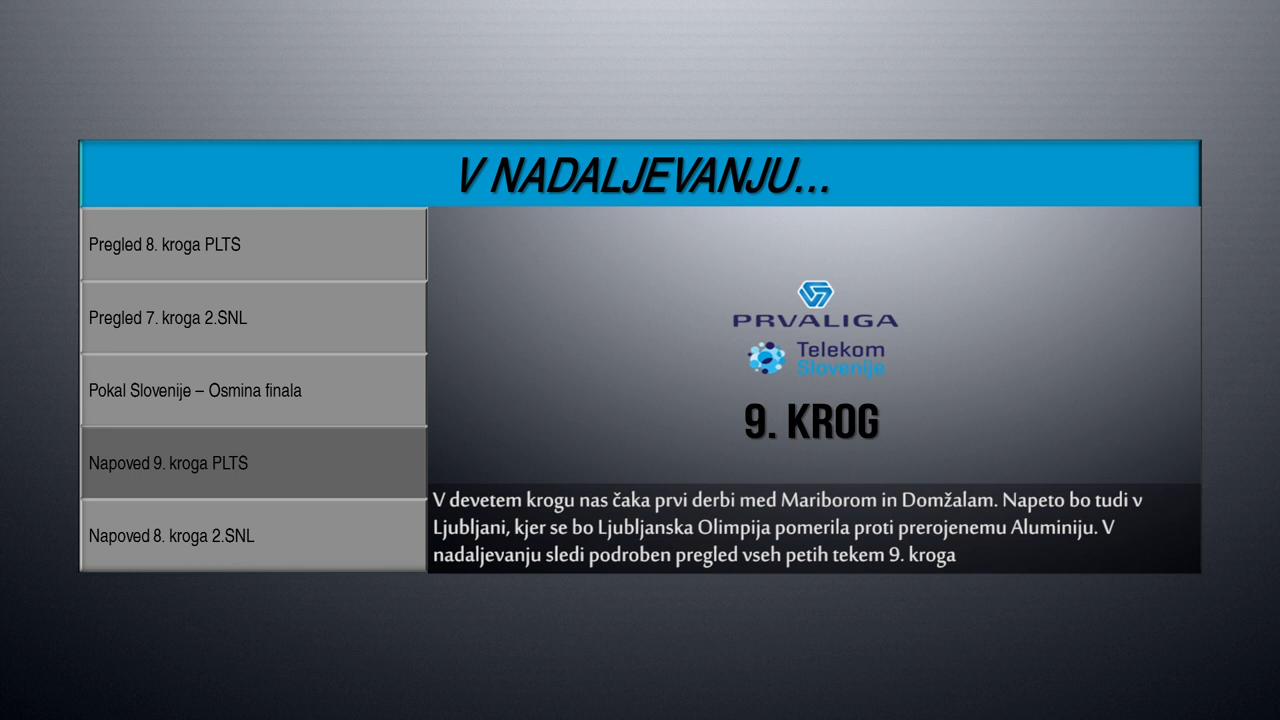 V NADALJEVANJU...
Pregled 8. kroga PLTS
Pregled 7. kroga 2.SNL
Pokal Slovenije – Osmina finala
Napoved 9. kroga PLTS
Napoved 8. kroga 2.SNL
PRVALIGA
Telekom
Slovenije
9. KROG
V devetem krogu nas čaka prvi derbi med Mariborom in Domžalam. Napeto bo tudi v
Ljubljani, kjer se bo Ljubljanska Olimpija pomerila proti prerojenemu Aluminiju. V
nadaljevanju sledi podroben pregled vseh petih tekem 9. kroga